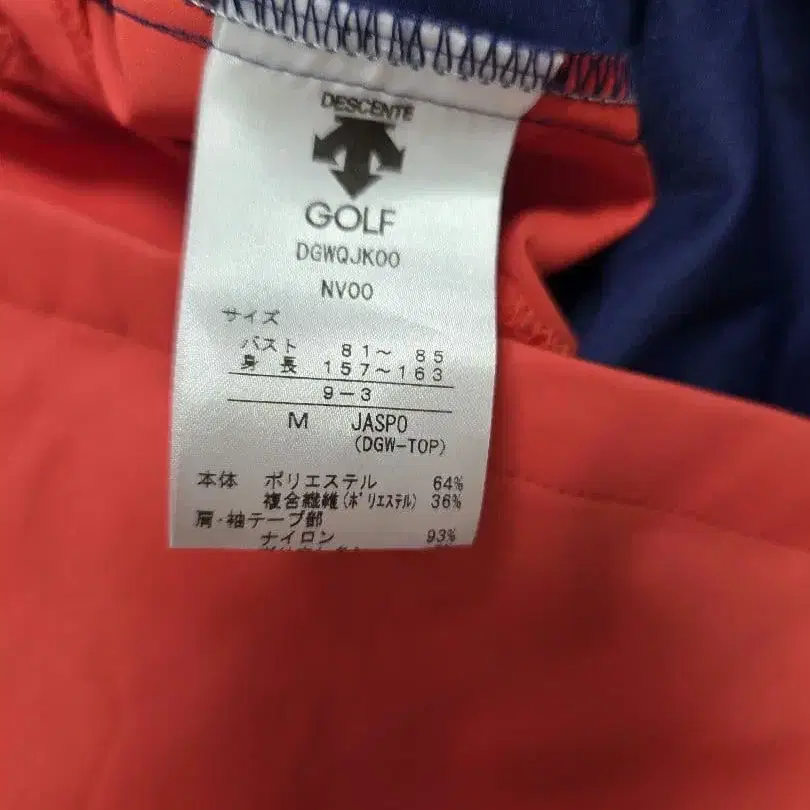 DESCENTE
GOLF
DGWQJK00
NV00
サイズ
バスト 81～ 85
身長 157～163
9-3
M JASPO
(DGW-TOP)
本体 ポリエステル 64%
複合繊維(ﾎﾟﾘｴｽﾃﾙ) 36%
肩・袖テープ部
ナイロン 93%